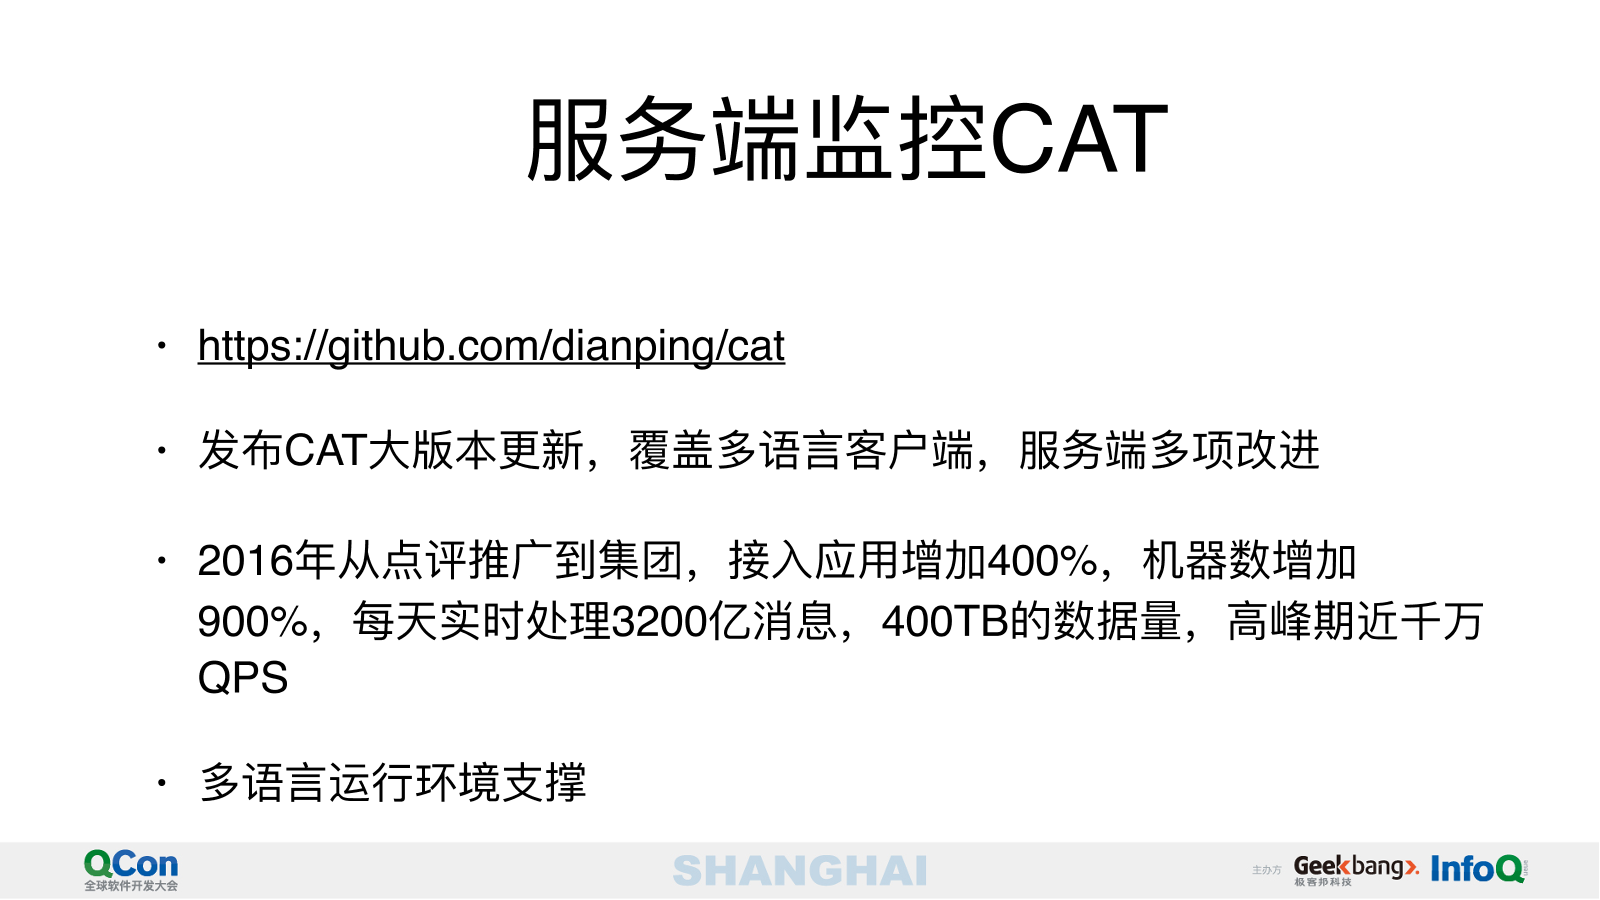 服务端监控CAT
• https://github.com/dianping/cat
• 发布CAT大版本更新，覆盖多语言客户端，服务端多项改进
• 2016年从点评推广到集团，接入应用增加400%，机器数增加
900%，每天实时处理3200亿消息，400TB的数据量，高峰期近千万
QPS
• 多语言运行环境支撑
QCon
全球软件开发大会
SHANGHAI
主办方
Geekbang>.
极客邦科技
InfoQ